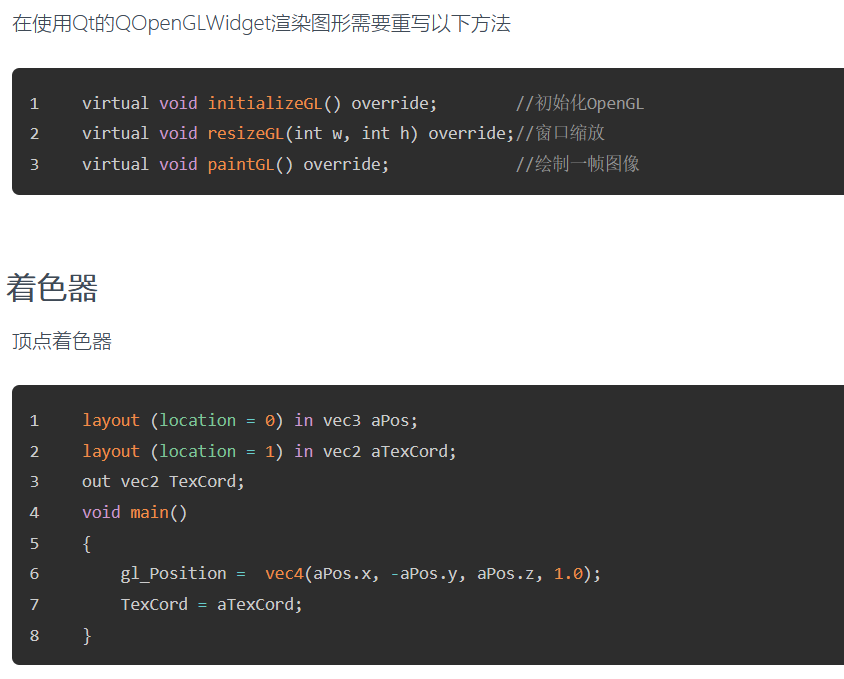 在使用Qt的QOpenGLWidget渲染图形需要重写以下方法
1 virtual void initializeGL() override; //初始化OpenGL
2 virtual void resizeGL(int w, int h) override;//窗口缩放
3 virtual void paintGL() override; //绘制一帧图像
着色器
顶点着色器
1 layout (location = 0) in vec3 aPos;
2 layout (location = 1) in vec2 aTexCord;
3 out vec2 TexCord;
4 void main()
5 {
6 gl_Position =  vec4(aPos.x, -aPos.y, aPos.z, 1.0);
7 TexCord = aTexCord;
8 }